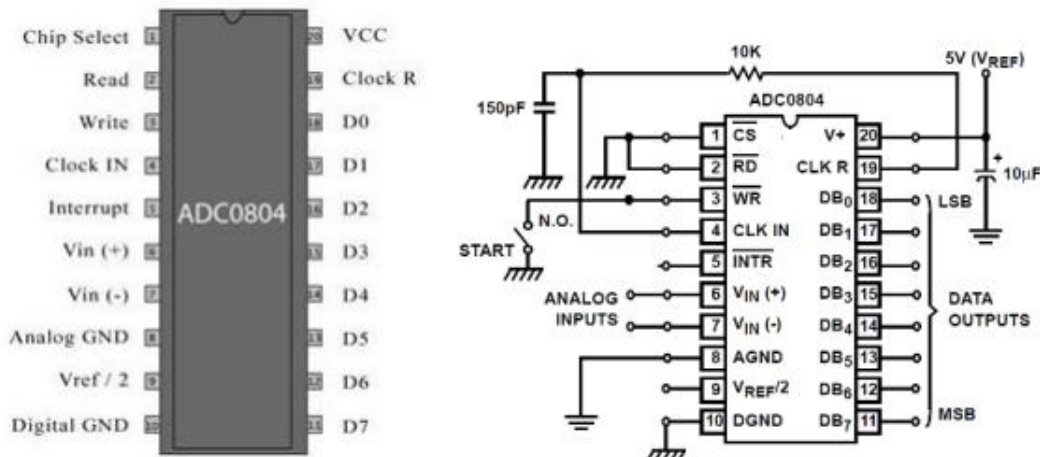 Chip Select 1 20 VCC
Read 2 19 Clock R
Write 3 18 D0
Clock IN 4 17 D1
Interrupt 5 16 D2
ADC0804
Vin (+) 6 15 D3
Vin (-) 7 14 D4
Analog GND 8 13 D5
Vref / 2 9 12 D6
Digital GND 10 11 D7
10K
5V (VREF)
150pF
ADC0804
1 CS V+ 20
2 RD CLK R 19
10µF
+
3 WR DB0 18 LSB
N.O.
START
4 CLK IN DB1 17
5 INTR DB2 16
ANALOG INPUTS
6 VIN (+) DB3 15
7 VIN (-) DB4 14
DATA OUTPUTS
8 AGND DB5 13
9 VREF/2 DB6 12
10 DGND DB7 11 MSB